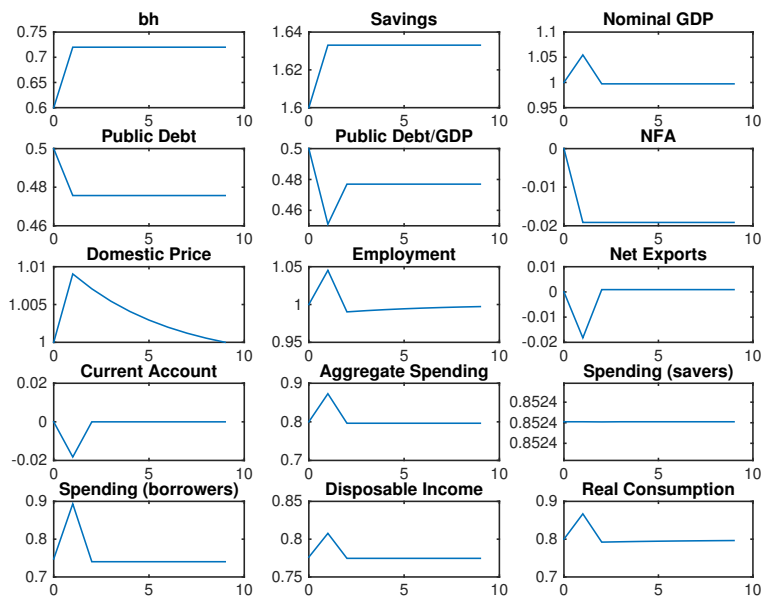 bh
0.75
0.7
0.65
0.6
0 5 10
Savings
1.64
1.62
1.6
0 5 10
Nominal GDP
1.1
1.05
1
0.95
0 5 10
Public Debt
0.5
0.48
0.46
0 5 10
Public Debt/GDP
0.5
0.48
0.46
0 5 10
NFA
0
-0.01
-0.02
0 5 10
Domestic Price
1.01
1.005
1
0 5 10
Employment
1.05
1
0.95
0 5 10
Net Exports
0.01
0
-0.01
-0.02
0 5 10
Current Account
0.02
0
-0.02
0 5 10
Aggregate Spending
0.9
0.8
0.7
0 5 10
Spending (savers)
0.8524
0.8524
0.8524
0 5 10
Spending (borrowers)
0.9
0.8
0.7
0 5 10
Disposable Income
0.85
0.8
0.75
0 5 10
Real Consumption
0.9
0.8
0.7
0 5 10